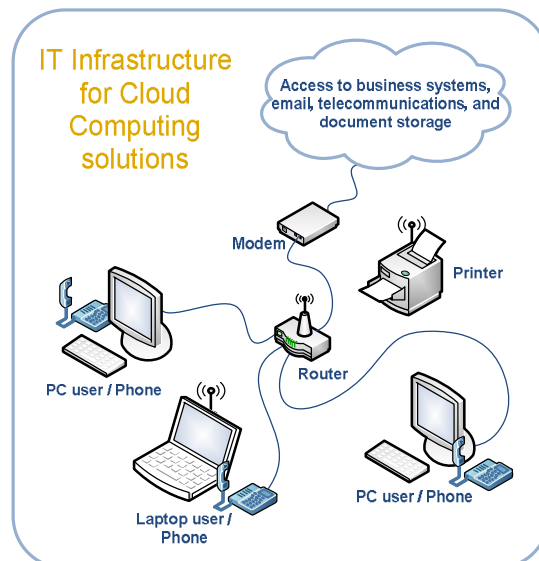 IT Infrastructure
for Cloud
Computing
solutions
Access to business systems,
email, telecommunications, and
document storage
Modem
Printer
Router
PC user / Phone
PC user / Phone
Laptop user /
Phone